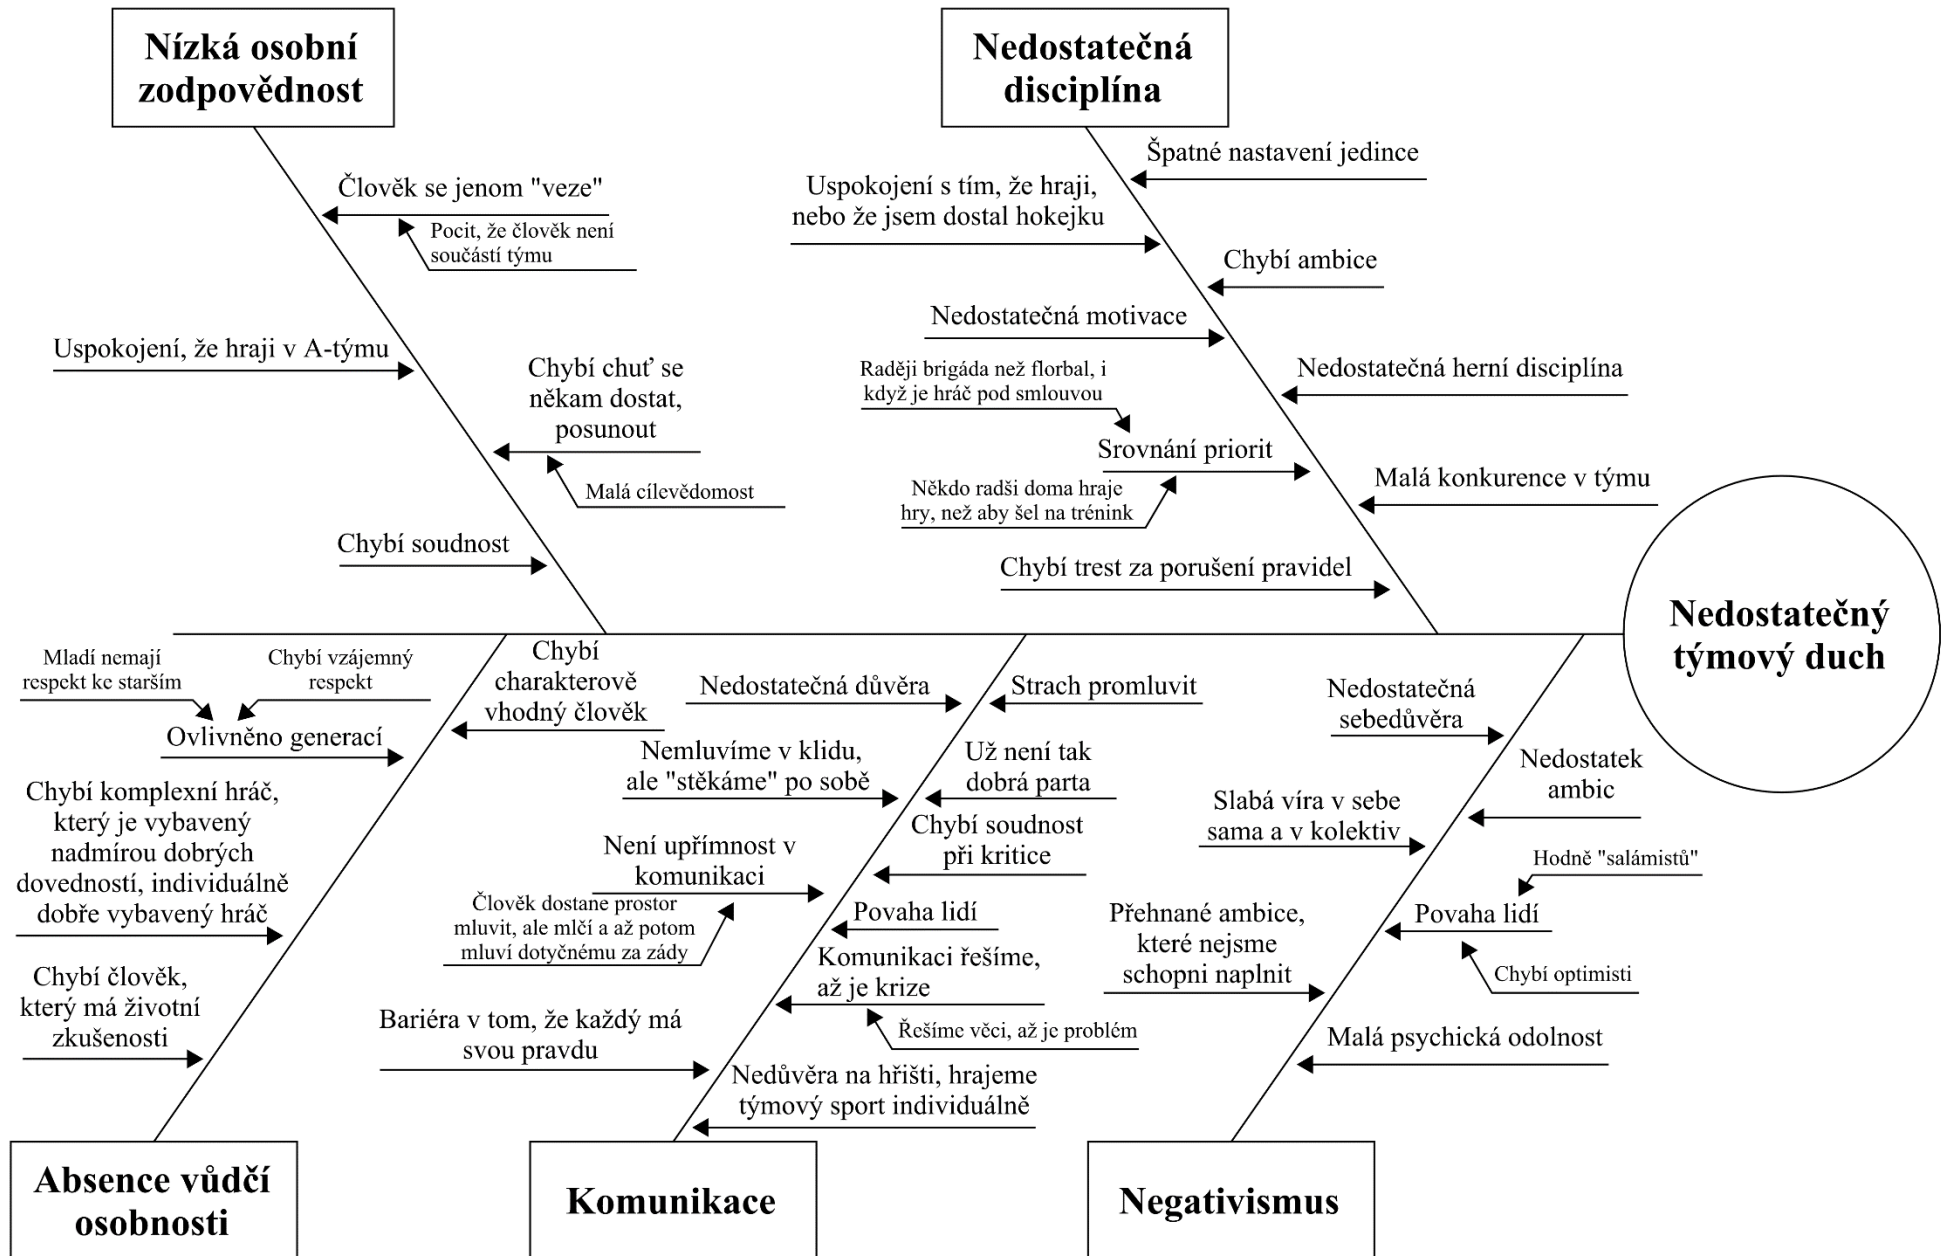 Nízká osobní
zodpovědnost
Člověk se jenom "veze"
Pocit, že člověk není
součástí týmu
Uspokojení, že hraji v A-týmu
Chybí chuť se
někam dostat,
posunout
Malá cílevědomost
Chybí soudnost
Nedostatečná
disciplína
Špatné nastavení jedince
Uspokojení s tím, že hraji,
nebo že jsem dostal hokejku
Chybí ambice
Nedostatečná motivace
Nedostatečná herní disciplína
Raději brigáda než florbal, i
když je hráč pod smlouvou
Srovnání priorit
Někdo radši doma hraje
hry, než aby šel na trénink
Malá konkurence v týmu
Chybí trest za porušení pravidel
Nedostatečný
týmový duch
Mladí nemají
respekt ke starším
Chybí vzájemný
respekt
Ovlivněno generací
Chybí
charakterově
vhodný člověk
Chybí komplexní hráč,
který je vybavený
nadmírou dobrých
dovedností, individuálně
dobře vybavený hráč
Chybí člověk,
který má životní
zkušenosti
Absence vůdčí
osobnosti
Nedostatečná důvěra
Strach promluvit
Nemluvíme v klidu,
ale "stěkáme" po sobě
Už není tak
dobrá parta
Chybí soudnost
při kritice
Není upřímnost v
komunikaci
Člověk dostane prostor
mluvit, ale mlčí a až potom
mluví dotyčnému za zády
Povaha lidí
Komunikaci řešíme,
až je krize
Řešíme věci, až je problém
Bariéra v tom, že každý má
svou pravdu
Nedůvěra na hřišti, hrajeme
týmový sport individuálně
Komunikace
Nedostatečná
sebedůvěra
Nedostatek
ambic
Slabá víra v sebe
sama a v kolektiv
Hodně "salámistů"
Povaha lidí
Chybí optimisti
Přehnané ambice,
které nejsme
schopni naplnit
Malá psychická odolnost
Negativismus